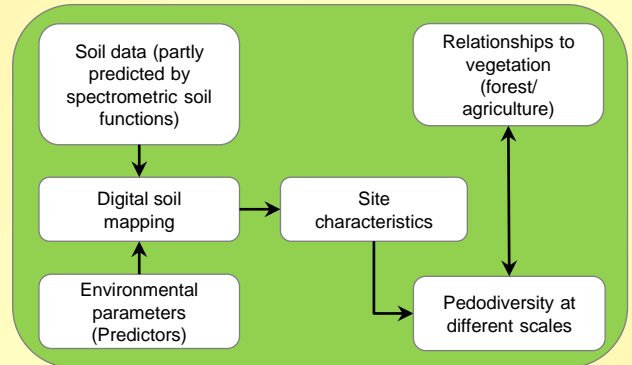 Soil data (partly
predicted by
spectrometric soil
functions)
Relationships to
vegetation
(forest/
agriculture)
Digital soil
mapping
Site
characteristics
Environmental
parameters
(Predictors)
Pedodiversity at
different scales